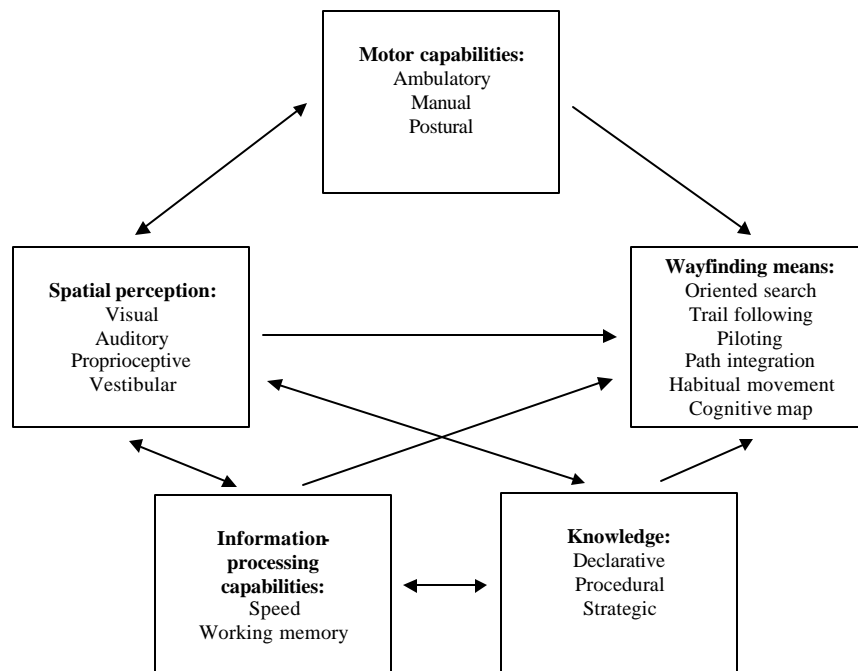 Motor capabilities:
Ambulatory
Manual
Postural
Spatial perception:
Visual
Auditory
Proprioceptive
Vestibular
Wayfinding means:
Oriented search
Trail following
Piloting
Path integration
Habitual movement
Cognitive map
Information-
processing
capabilities:
Speed
Working memory
Knowledge:
Declarative
Procedural
Strategic